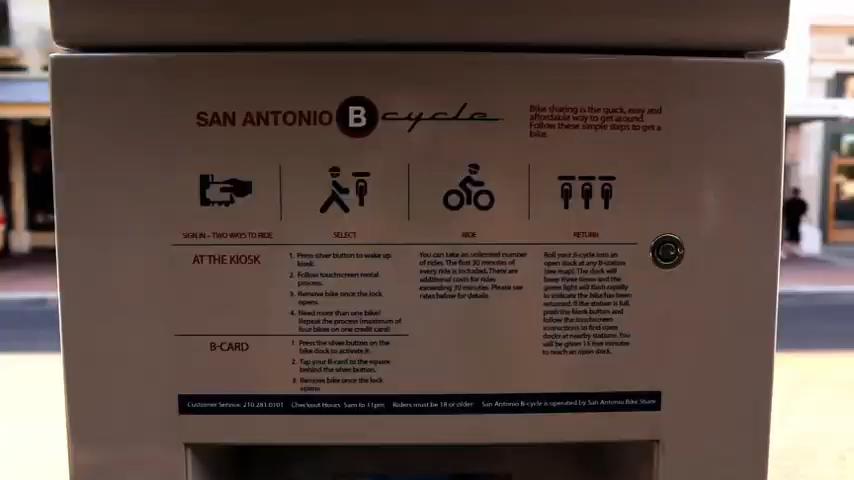 SAN ANTONIO B cycle
Bike sharing is the quick, easy and
affordable way to get around.
Follow these simple steps to get a
bike.
SIGN IN – TWO WAYS TO RIDE
SELECT
RIDE
RETURN
AT THE KIOSK
1. Press silver button to wake up
kiosk.
2. Follow touchscreen rental
process.
3. Remove bike once the lock
opens.
4. Need more than one bike?
Repeat the process (maximum of
four bikes on one credit card)
You can take an unlimited number
of rides. The first 30 minutes of
every ride is included. There are
additional costs for rides
exceeding 30 minutes. Please see
rates below for details.
Roll your B-cycle into an
open dock at any B-station
(see map). The dock will
beep three times and the
green light will flash rapidly
to indicate the bike has been
returned. If the station is full,
push the blank button and
follow the touchscreen
instructions to find open
docks at nearby stations. You
will be given 15 free minutes
to reach an open dock.
B-CARD
1. Press the silver button on the
bike dock to activate it.
2. Tap your B-card to the square
behind the silver button.
3. Remove bike once the lock
opens
Customer Service: 210.281.0101 Checkout Hours: 5am to 11pm Riders must be 18 or older San Antonio B-cycle is operated by San Antonio Bike Share